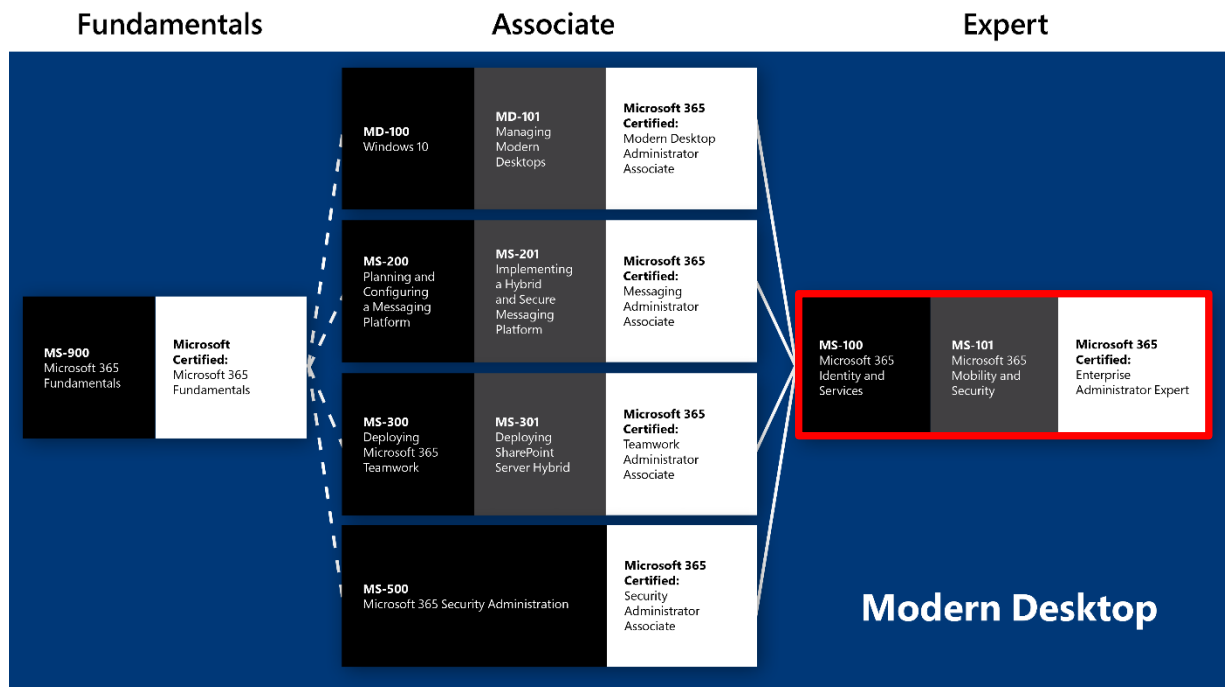 Fundamentals
Associate
Expert
MS-900
Microsoft 365
Fundamentals
Microsoft
Certified:
Microsoft 365
Fundamentals
MD-100
Windows 10
MD-101
Managing
Modern
Desktops
Microsoft 365
Certified:
Modern Desktop
Administrator
Associate
MS-200
Planning and
Configuring
a Messaging
Platform
MS-201
Implementing
a Hybrid
and Secure
Messaging
Platform
Microsoft 365
Certified:
Messaging
Administrator
Associate
MS-300
Deploying
Microsoft 365
Teamwork
MS-301
Deploying
SharePoint
Server Hybrid
Microsoft 365
Certified:
Teamwork
Administrator
Associate
MS-500
Microsoft 365 Security Administration
Microsoft 365
Certified:
Security
Administrator
Associate
MS-100
Microsoft 365
Identity and
Services
MS-101
Microsoft 365
Mobility and
Security
Microsoft 365
Certified:
Enterprise
Administrator Expert
Modern Desktop